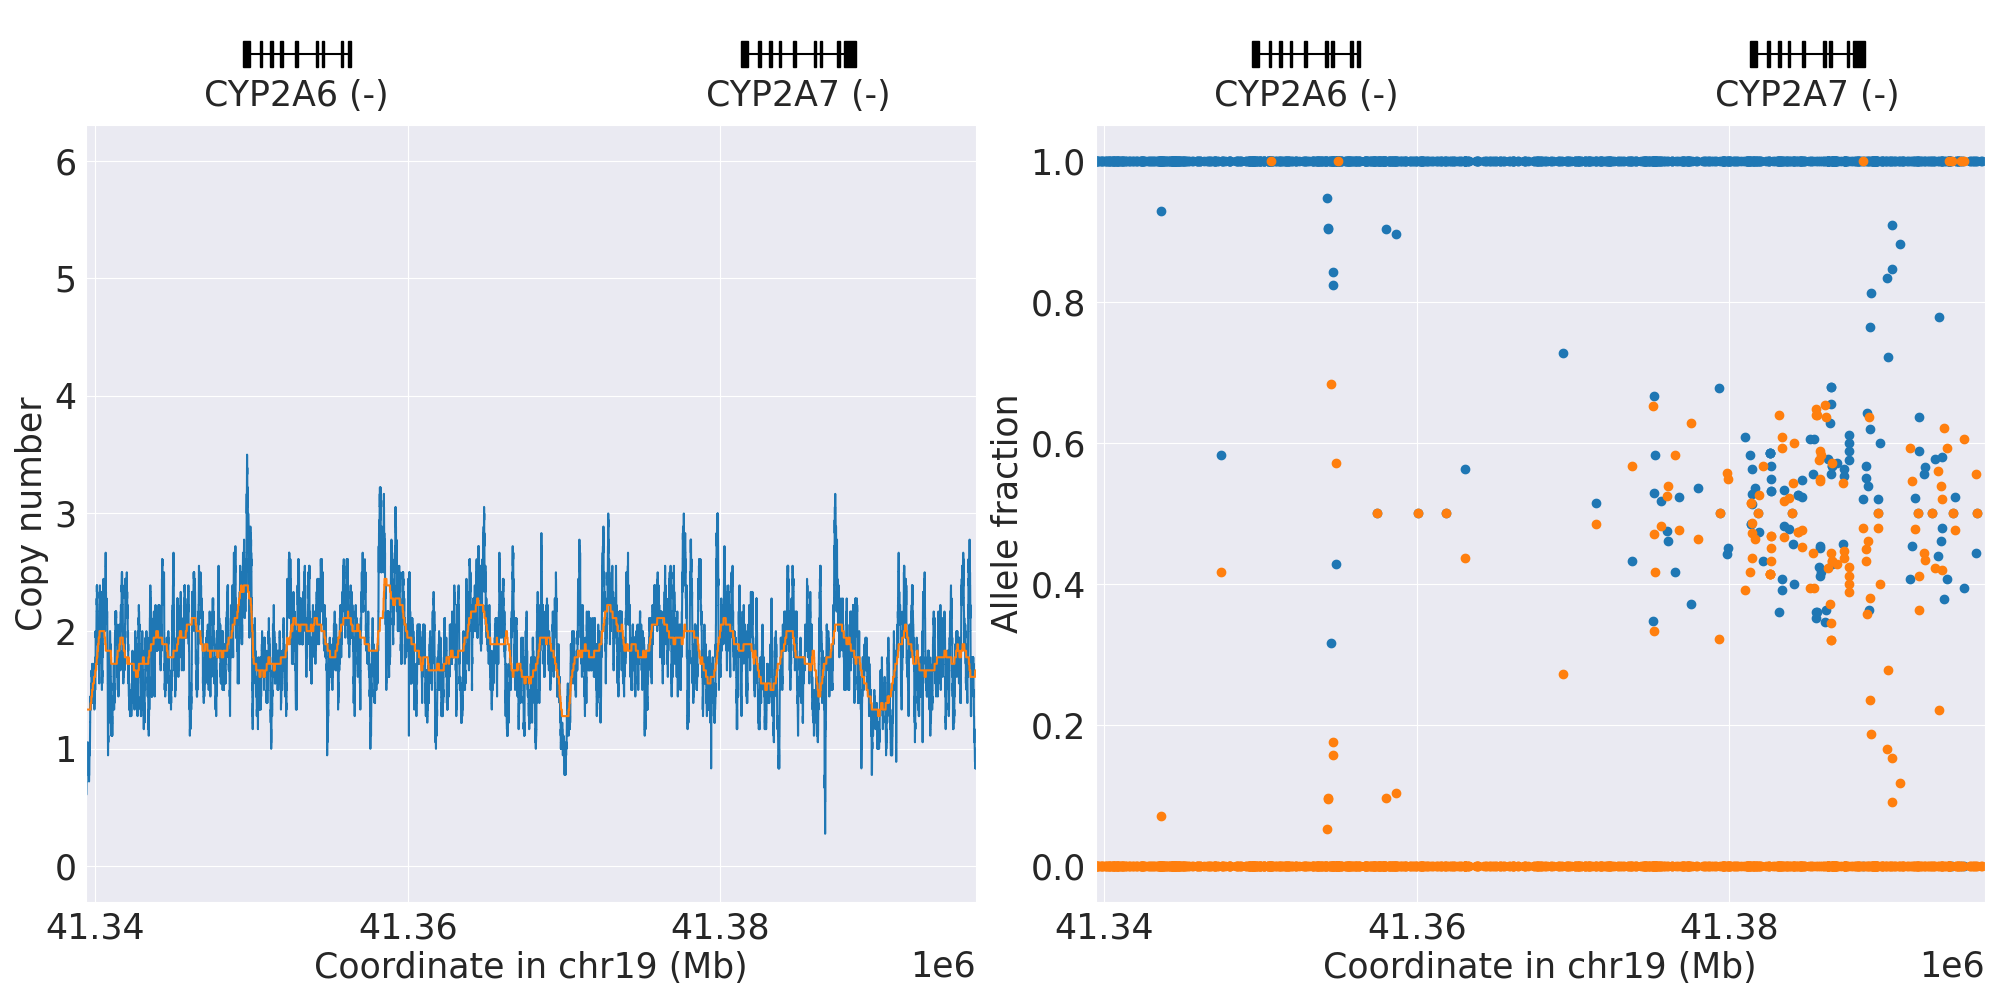 CYP2A6 (-) CYP2A7 (-)
CYP2A6 (-) CYP2A7 (-)
Copy number
6
5
4
3
2
1
0
41.34 41.36 41.38
Coordinate in chr19 (Mb) 1e6
Allele fraction
1.0
0.8
0.6
0.4
0.2
0.0
41.34 41.36 41.38
Coordinate in chr19 (Mb) 1e6